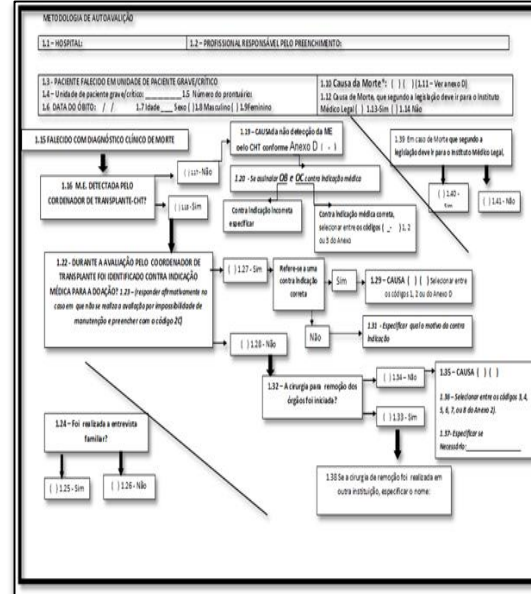 METODOLOGIA DE AUTOAVALIÇÃO
1.1 – HOSPITAL:
1.2 – PROFISSIONAL RESPONSÁVEL PELO PREENCHIMENTO:
1.3 - PACIENTE FALECIDO EM UNIDADE DE PACIENTE GRAVE/CRÍTICO
1.4 – Unidade de paciente grave/crítico: ________ 1.5 Número do prontuário:
1.6 DATA DO ÓBITO: / / 1.7 Idade ___ Sexo ( ) 1.8 Masculino ( ) 1.9 Feminino
1.10 Causa da Morte*: ( ) ( ) (1.11 – Ver anexo D)
1.12 Causa de Morte, que segundo a legislação deve ir para o Instituto
Médico Legal ( ) 1.13-Sim ( ) 1.14 Não
1.15 FALECIDO COM DIAGNÓSTICO CLÍNICO DE MORTE
1.16 M.E. DETECTADA PELO
CORDENADOR DE
TRANSPLANTE-CHT?
( ) 1.17 - Não
( ) 1.18 - Sim
1.19 – CAUSA da não detecção da ME
pelo CHT conforme Anexo D ( - )
1.20 - Se assinalar OB e OC contra indicação médica
Contra Indicação Incorreta
especificar
Contra indicação médica correta,
selecionar entre os códigos ( _- ) 1, 2
ou 3 do Anexo
1.39 Em caso de Morte que segundo a
legislação deve ir para o Instituto Médico Legal,
( ) 1.40 -
Sim
( ) 1.41 - Não
1.22 - DURANTE A AVALIAÇÃO PELO COORDENADOR DE
TRANSPLANTE FOI IDENTIFICADO CONTRA INDICAÇÃO
MÉDICA PARA A DOAÇÃO? 1.23 – (responder afirmativamente no
caso em que não se realiza a avaliação por impossibilidade de
manutenção e preencher com o código 2C)
( ) 1.27 - Sim
Refere-se a uma
contra indicação
correta
Sim
1.29 – CAUSA ( ) ( ) Selecionar entre
os códigos 1, 2 ou do Anexo D
Não
1.31 - Especificar qual o motivo da contra
indicação
( ) 1.28 - Não
1.32 – A cirurgia para remoção dos
órgãos foi iniciada?
( ) 1.34 – Não
( ) 1.33 - Sim
1.35 – CAUSA ( ) ( )
1.36 – Selecionar entre os códigos 3,4,
5, 6, 7, ou 8 do Anexo 2).
1.37- Especificar se
Necessário: ____________
1.24 – Foi realizada a entrevista
familiar?
( ) 1.25 - Sim
( ) 1.26 - Não
1.38 Se a cirurgia de remoção foi realizada em
outra instituição, especificar o nome: